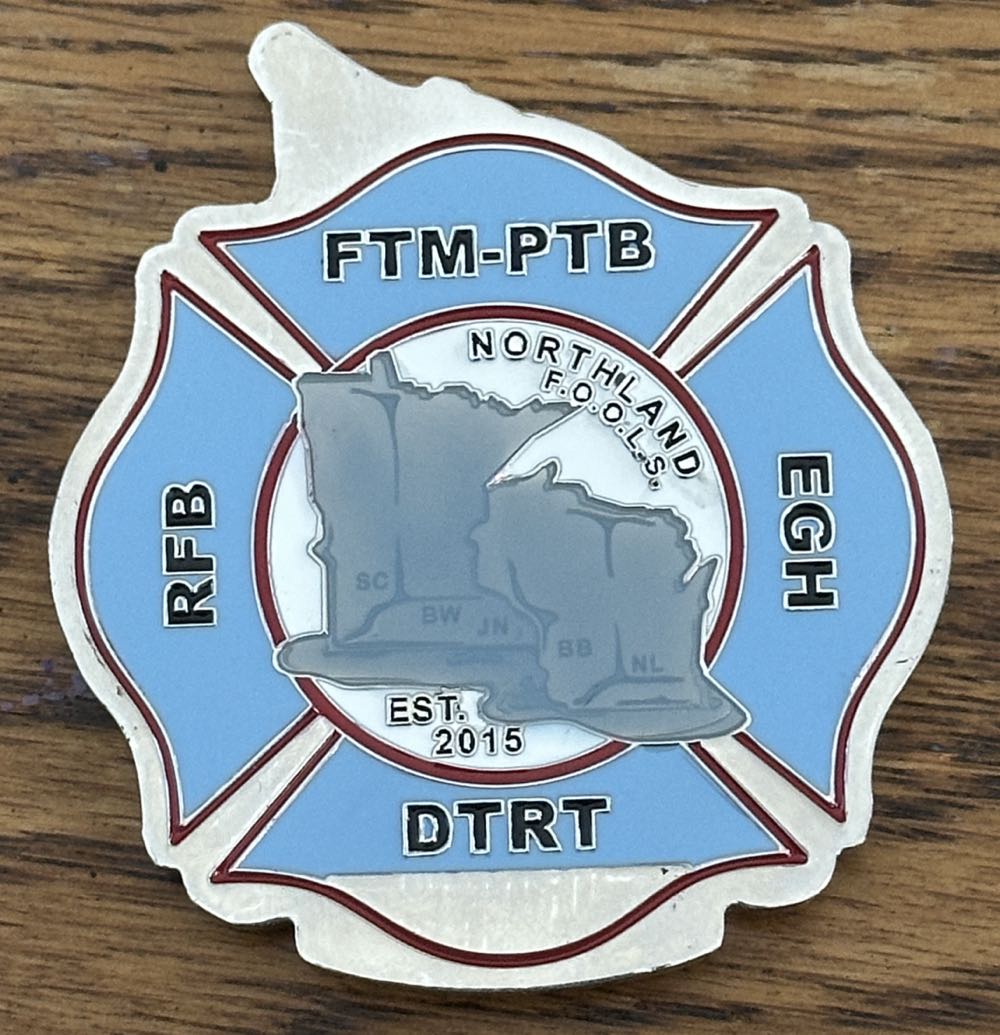 FTM-PTB
NORTHLAND
F.O.O.L.S.
RFB
EGH
SC
BW
JN
BB
NL
EST.
2015
DTRT